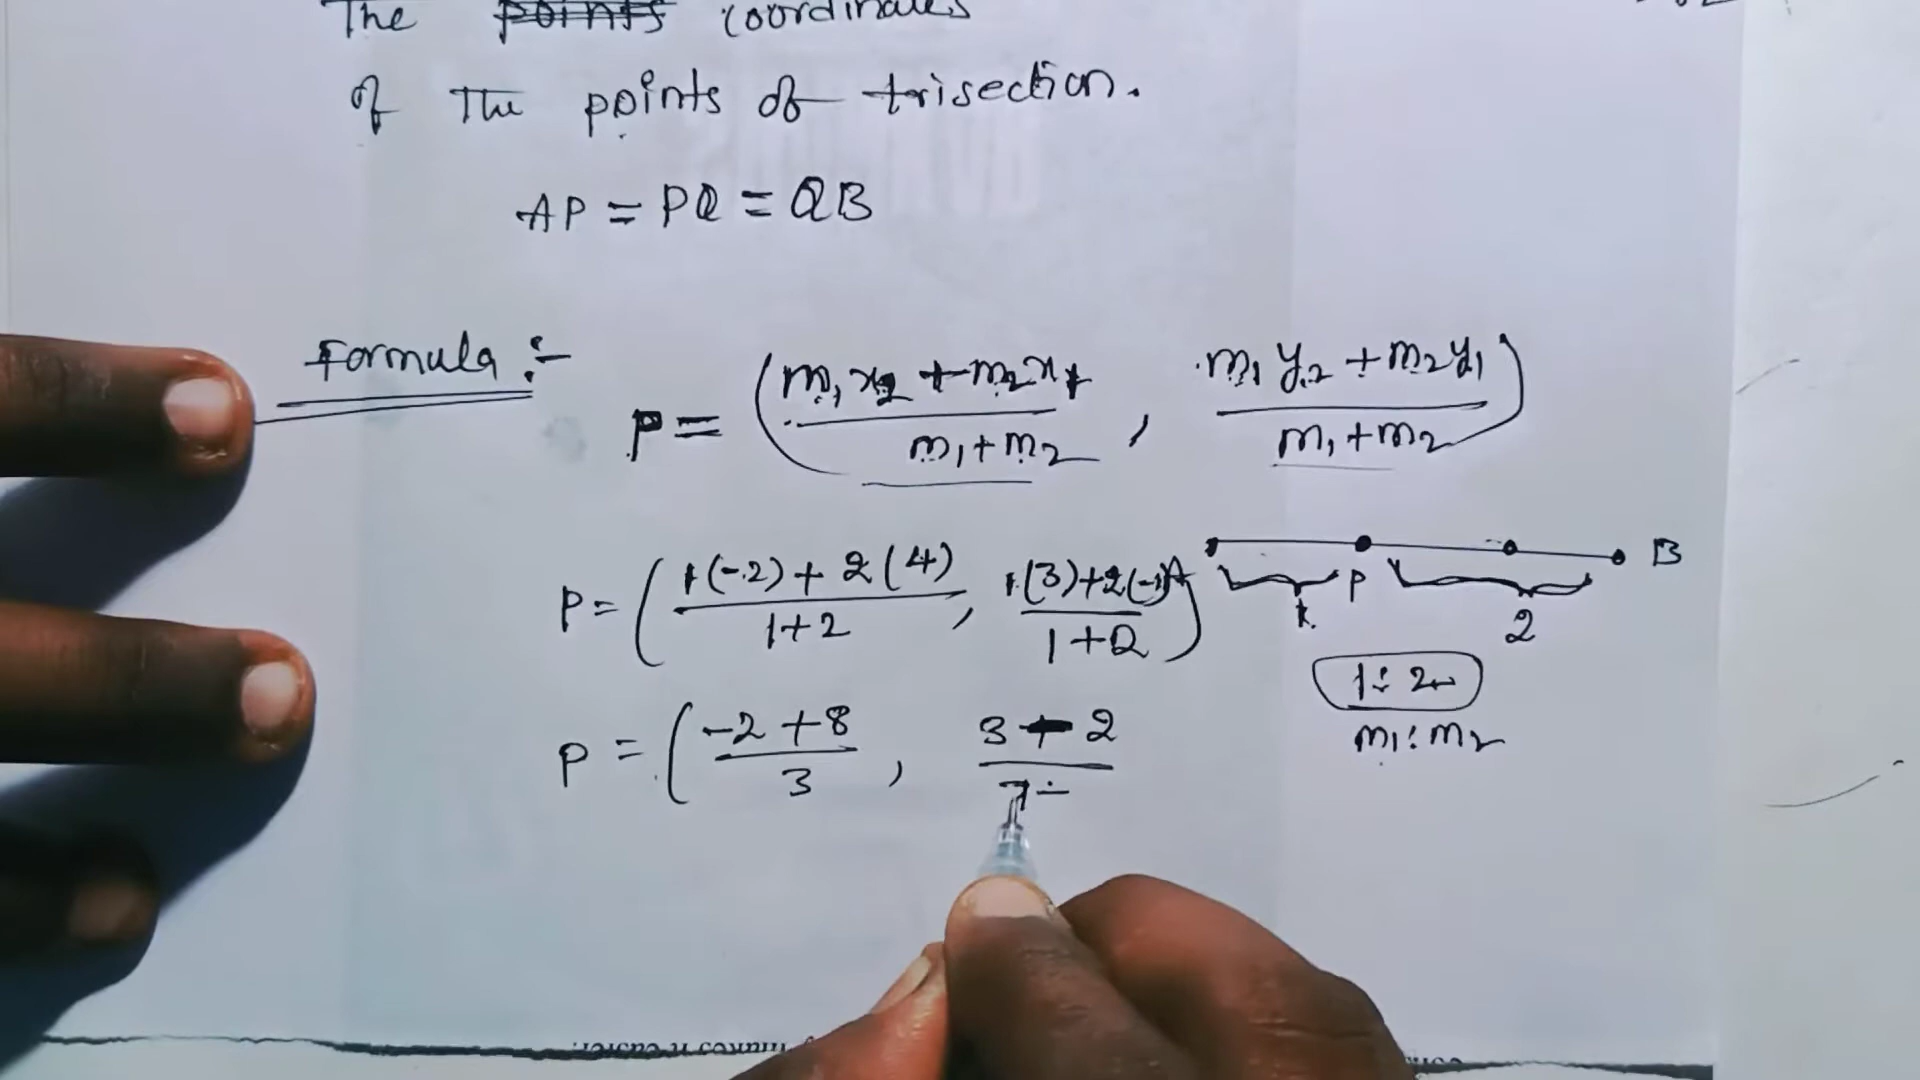 The points coordinates
of The points of trisection.
AP = PQ = QB
Formula :-
P = (m₁x₂ + m₂x₁ / m₁ + m₂ , m₁y₂ + m₂y₁ / m₁ + m₂)
P = (1(-2) + 2(4) / 1+2 , 1(3)+2(-1) / 1+2)
A P B
1 2
1:2
m₁:m₂
P = (-2+8 / 3 , 3-2 /